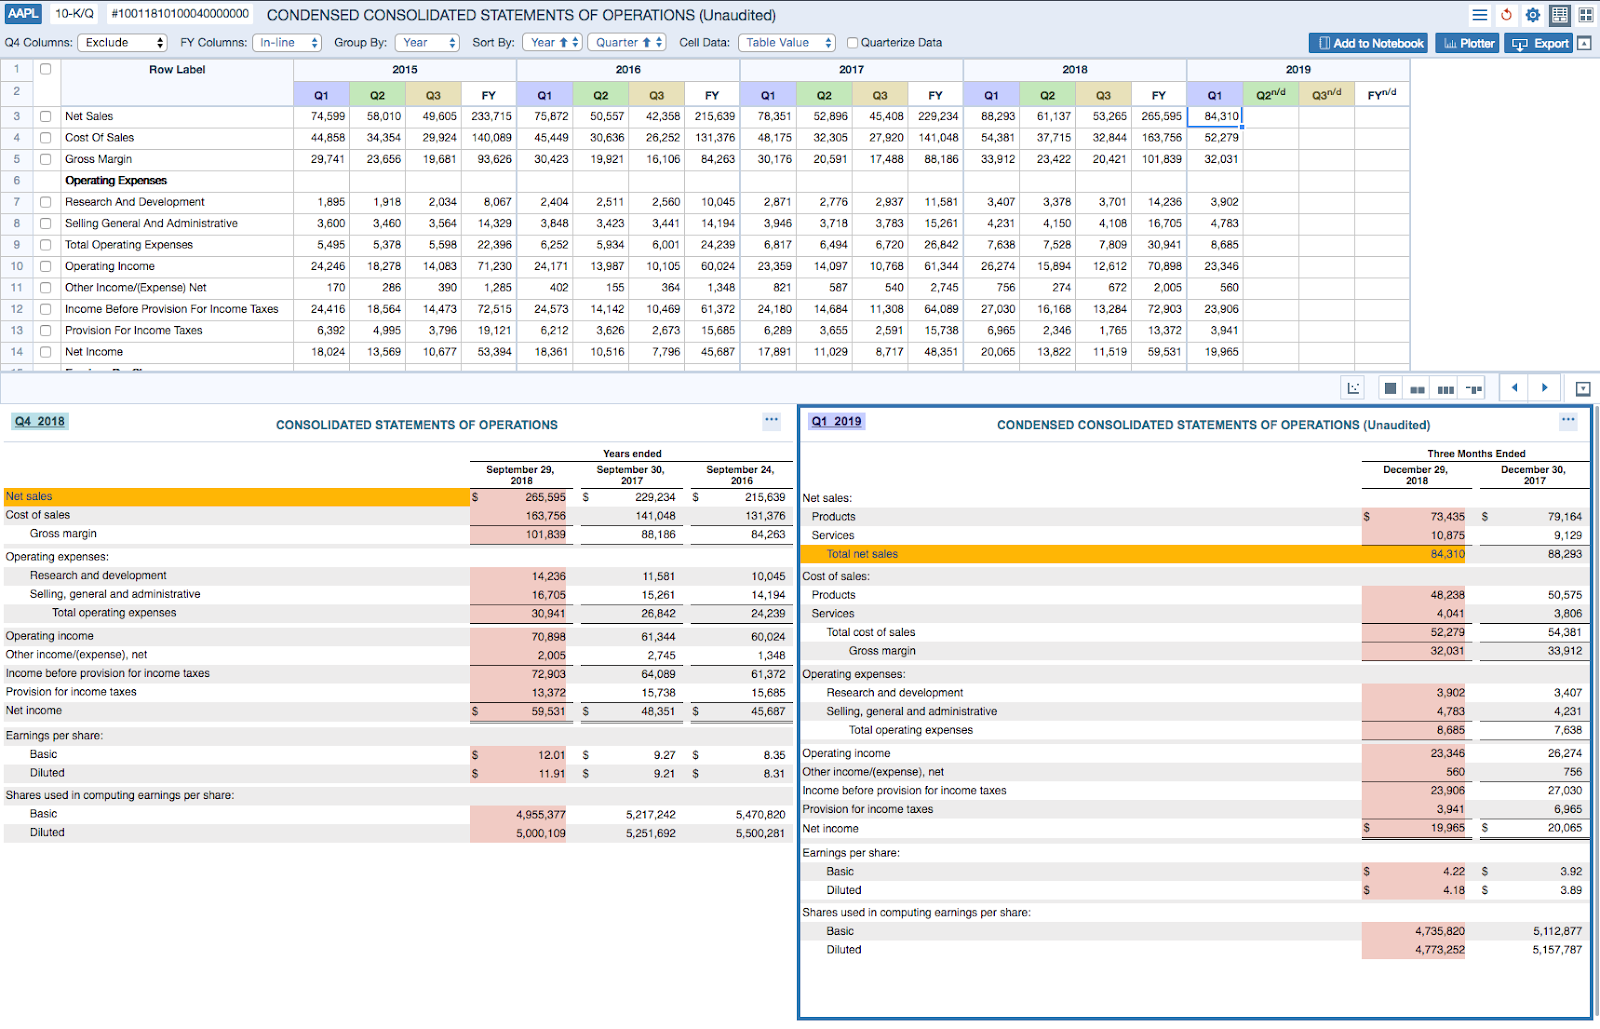 AAPL 10-K/Q #10011810100040000000 CONDENSED CONSOLIDATED STATEMENTS OF OPERATIONS (Unaudited)
Q4 Columns: Exclude FY Columns: In-line Group By: Year Sort By: Year Quarter Cell Data: Table Value Quarterize Data Add to Notebook Plotter Export
1 Row Label 2015 2016 2017 2018 2019
2 Q1 Q2 Q3 FY Q1 Q2 Q3 FY Q1 Q2 Q3 FY Q1 Q2 Q3 FY Q1 Q2n/d Q3n/d FYn/d
3 Net Sales 74,599 58,010 49,605 233,715 75,872 50,557 42,358 215,639 78,351 52,896 45,408 229,234 88,293 61,137 53,265 265,595 84,310
4 Cost Of Sales 44,858 34,354 29,924 140,089 45,449 30,636 26,252 131,376 48,175 32,305 27,920 141,048 54,381 37,715 32,844 163,756 52,279
5 Gross Margin 29,741 23,656 19,681 93,626 30,423 19,921 16,106 84,263 30,176 20,591 17,488 88,186 33,912 23,422 20,421 101,839 32,031
6 Operating Expenses
7 Research And Development 1,895 1,918 2,034 8,067 2,404 2,511 2,560 10,045 2,871 2,776 2,937 11,581 3,407 3,378 3,701 14,236 3,902
8 Selling General And Administrative 3,600 3,460 3,564 14,329 3,848 3,423 3,441 14,194 3,946 3,718 3,783 15,261 4,231 4,150 4,108 16,705 4,783
9 Total Operating Expenses 5,495 5,378 5,598 22,396 6,252 5,934 6,001 24,239 6,817 6,494 6,720 26,842 7,638 7,528 7,809 30,941 8,685
10 Operating Income 24,246 18,278 14,083 71,230 24,171 13,987 10,105 60,024 23,359 14,097 10,768 61,344 26,274 15,894 12,612 70,898 23,346
11 Other Income/(Expense) Net 170 286 390 1,285 402 155 364 1,348 821 587 540 2,745 756 274 672 2,005 560
12 Income Before Provision For Income Taxes 24,416 18,564 14,473 72,515 24,573 14,142 10,469 61,372 24,180 14,684 11,308 64,089 27,030 16,168 13,284 72,903 23,906
13 Provision For Income Taxes 6,392 4,995 3,796 19,121 6,212 3,626 2,673 15,685 6,289 3,655 2,591 15,738 6,965 2,346 1,765 13,372 3,941
14 Net Income 18,024 13,569 10,677 53,394 18,361 10,516 7,796 45,687 17,891 11,029 8,717 48,351 20,065 13,822 11,519 59,531 19,965
Q4 2018 CONSOLIDATED STATEMENTS OF OPERATIONS
Years ended
September 29, September 30, September 24,
2018 2017 2016
Net sales $ 265,595 $ 229,234 $ 215,639
Cost of sales 163,756 141,048 131,376
Gross margin 101,839 88,186 84,263
Operating expenses:
Research and development 14,236 11,581 10,045
Selling, general and administrative 16,705 15,261 14,194
Total operating expenses 30,941 26,842 24,239
Operating income 70,898 61,344 60,024
Other income/(expense), net 2,005 2,745 1,348
Income before provision for income taxes 72,903 64,089 61,372
Provision for income taxes 13,372 15,738 15,685
Net income $ 59,531 $ 48,351 $ 45,687
Earnings per share:
Basic $ 12.01 $ 9.27 $ 8.35
Diluted $ 11.91 $ 9.21 $ 8.31
Shares used in computing earnings per share:
Basic 4,955,377 5,217,242 5,470,820
Diluted 5,000,109 5,251,692 5,500,281
Q1 2019 CONDENSED CONSOLIDATED STATEMENTS OF OPERATIONS (Unaudited)
Three Months Ended
December 29, December 30,
2018 2017
Net sales:
Products $ 73,435 $ 79,164
Services 10,875 9,129
Total net sales 84,310 88,293
Cost of sales:
Products 48,238 50,575
Services 4,041 3,806
Total cost of sales 52,279 54,381
Gross margin 32,031 33,912
Operating expenses:
Research and development 3,902 3,407
Selling, general and administrative 4,783 4,231
Total operating expenses 8,685 7,638
Operating income 23,346 26,274
Other income/(expense), net 560 756
Income before provision for income taxes 23,906 27,030
Provision for income taxes 3,941 6,965
Net income $ 19,965 $ 20,065
Earnings per share:
Basic $ 4.22 $ 3.92
Diluted $ 4.18 $ 3.89
Shares used in computing earnings per share:
Basic 4,735,820 5,112,877
Diluted 4,773,252 5,157,787